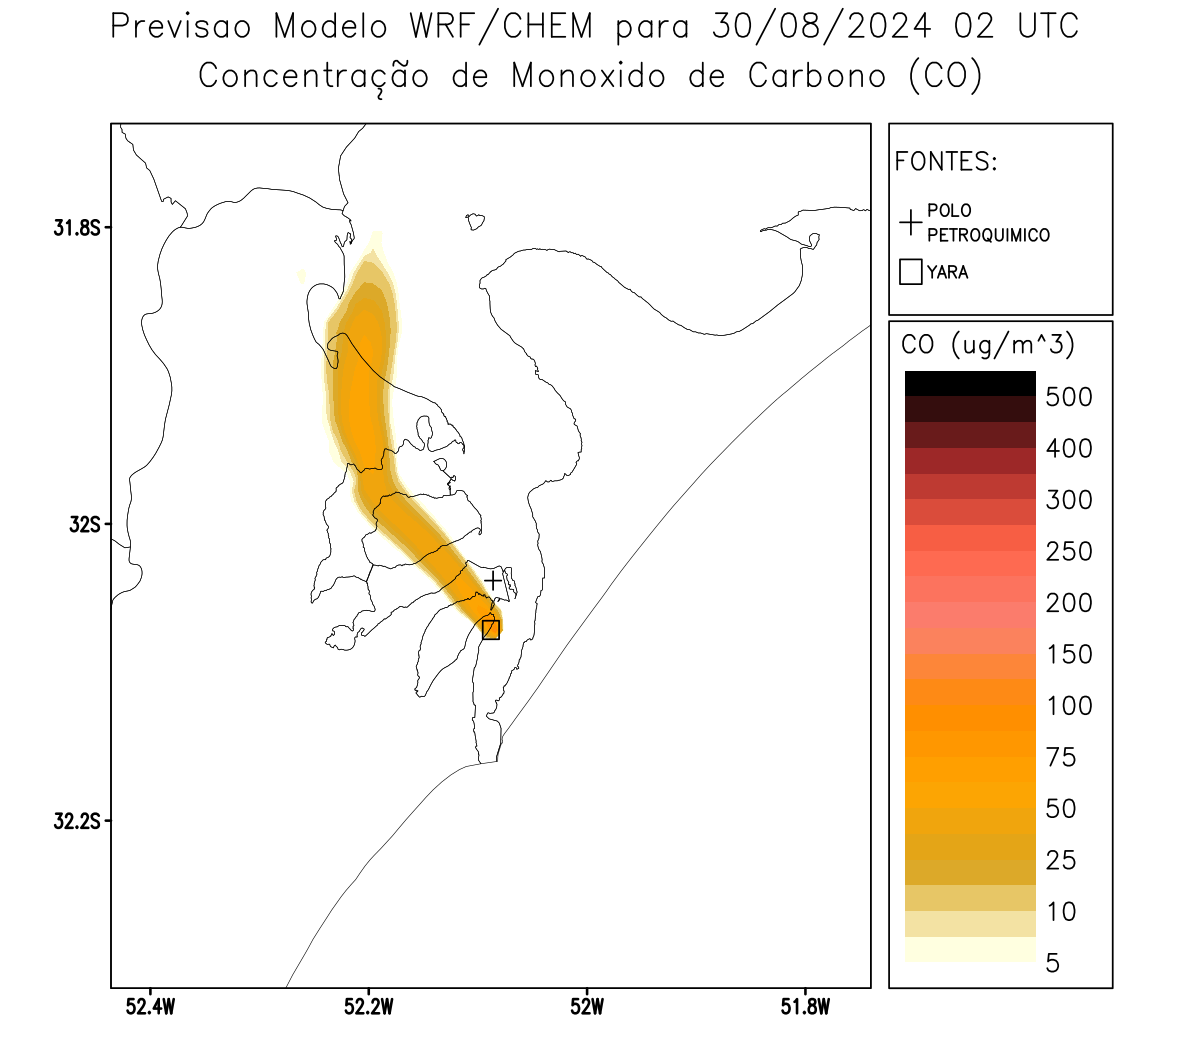 Previsao Modelo WRF/CHEM para 30/08/2024 02 UTC
Concentração de Monoxido de Carbono (CO)
FONTES:
POLO
PETROQUIMICO
YARA
CO (ug/m^3)
500
400
300
250
200
150
100
75
50
25
10
5
31.8S
32S
32.2S
52.4W
52.2W
52W
51.8W